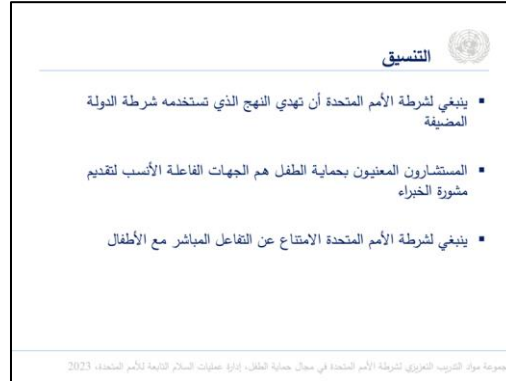 التنسيق
▪ ينبغي لشرطة الأمم المتحدة أن تهدي النهج الذي تستخدمه شرطة الدولة
المضيفة
▪ المستشارون المعنيون بحماية الطفل هم الجهات الفاعلة الأنسب لتقديم
مشورة الخبراء
▪ ينبغي لشرطة الأمم المتحدة الامتناع عن التفاعل المباشر مع الأطفال
مجموعة مواد التدريب التعزيزي لشرطة الأمم المتحدة في مجال حماية الطفل، إدارة عمليات السلام التابعة للأمم المتحدة، 2023